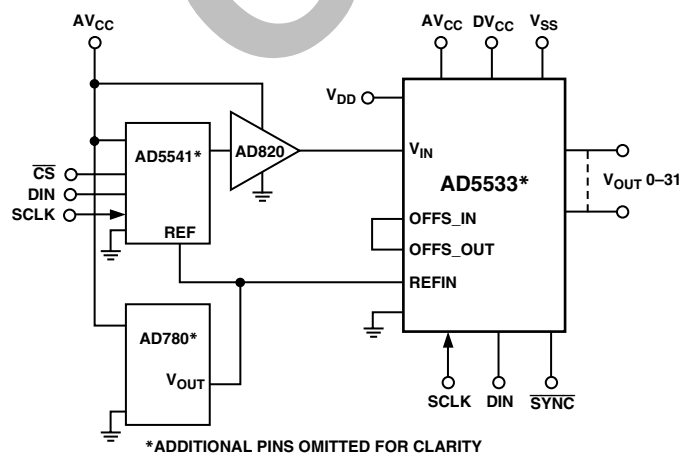 AVCC
AVCC DVCC VSS
VDD
AD5541*
AD820
VIN
AD5533*
VOUT 0–31
CS
DIN
SCLK
REF
OFFS_IN
OFFS_OUT
REFIN
AD780*
VOUT
SCLK DIN SYNC
*ADDITIONAL PINS OMITTED FOR CLARITY